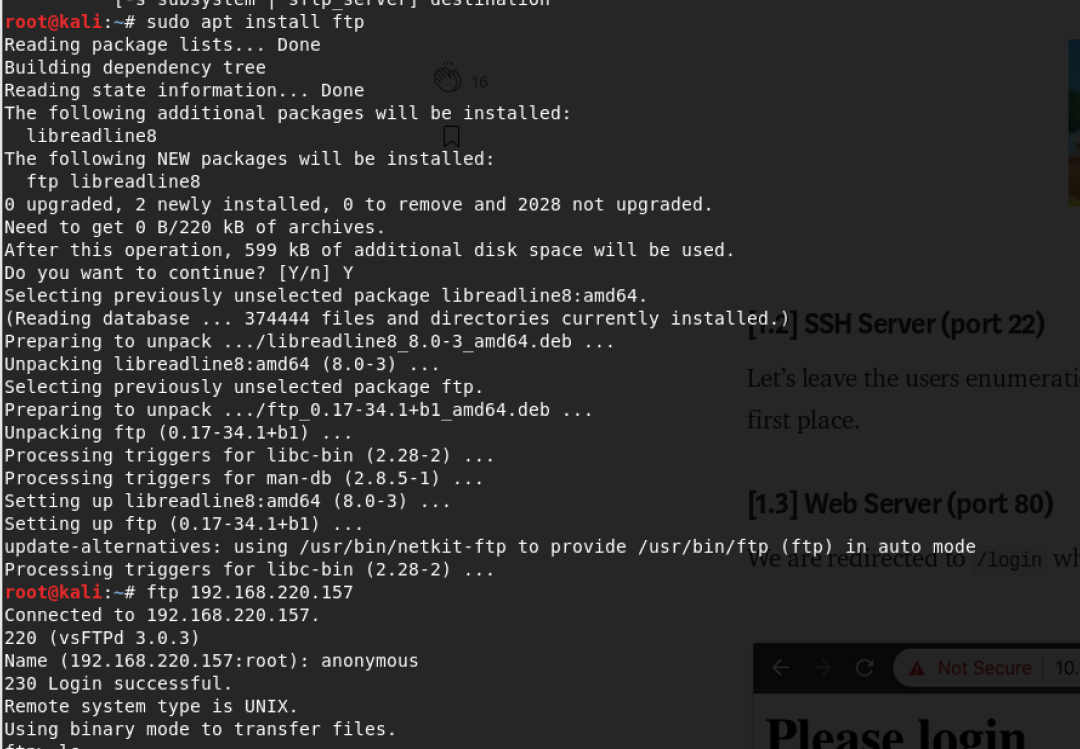 [-s subsystem | sftp_server] destination
root@kali:~# sudo apt install ftp
Reading package lists... Done
Building dependency tree
Reading state information... Done
The following additional packages will be installed:
  libreadline8
The following NEW packages will be installed:
  ftp libreadline8
0 upgraded, 2 newly installed, 0 to remove and 2028 not upgraded.
Need to get 0 B/220 kB of archives.
After this operation, 599 kB of additional disk space will be used.
Do you want to continue? [Y/n] Y
Selecting previously unselected package libreadline8:amd64.
(Reading database ... 374444 files and directories currently installed.)
Preparing to unpack .../libreadline8_8.0-3_amd64.deb ...
Unpacking libreadline8:amd64 (8.0-3) ...
Selecting previously unselected package ftp.
Preparing to unpack .../ftp_0.17-34.1+b1_amd64.deb ...
Unpacking ftp (0.17-34.1+b1) ...
Processing triggers for libc-bin (2.28-2) ...
Processing triggers for man-db (2.8.5-1) ...
Setting up libreadline8:amd64 (8.0-3) ...
Setting up ftp (0.17-34.1+b1) ...
update-alternatives: using /usr/bin/netkit-ftp to provide /usr/bin/ftp (ftp) in auto mode
Processing triggers for libc-bin (2.28-2) ...
root@kali:~# ftp 192.168.220.157
Connected to 192.168.220.157.
220 (vsFTPd 3.0.3)
Name (192.168.220.157:root): anonymous
230 Login successful.
Remote system type is UNIX.
Using binary mode to transfer files.
ftp> ls
16
[1.2] SSH Server (port 22)
Let's leave the users enumerati
first place.
[1.3] Web Server (port 80)
We are redirected to /login wh
Not Secure | 10.
Please login